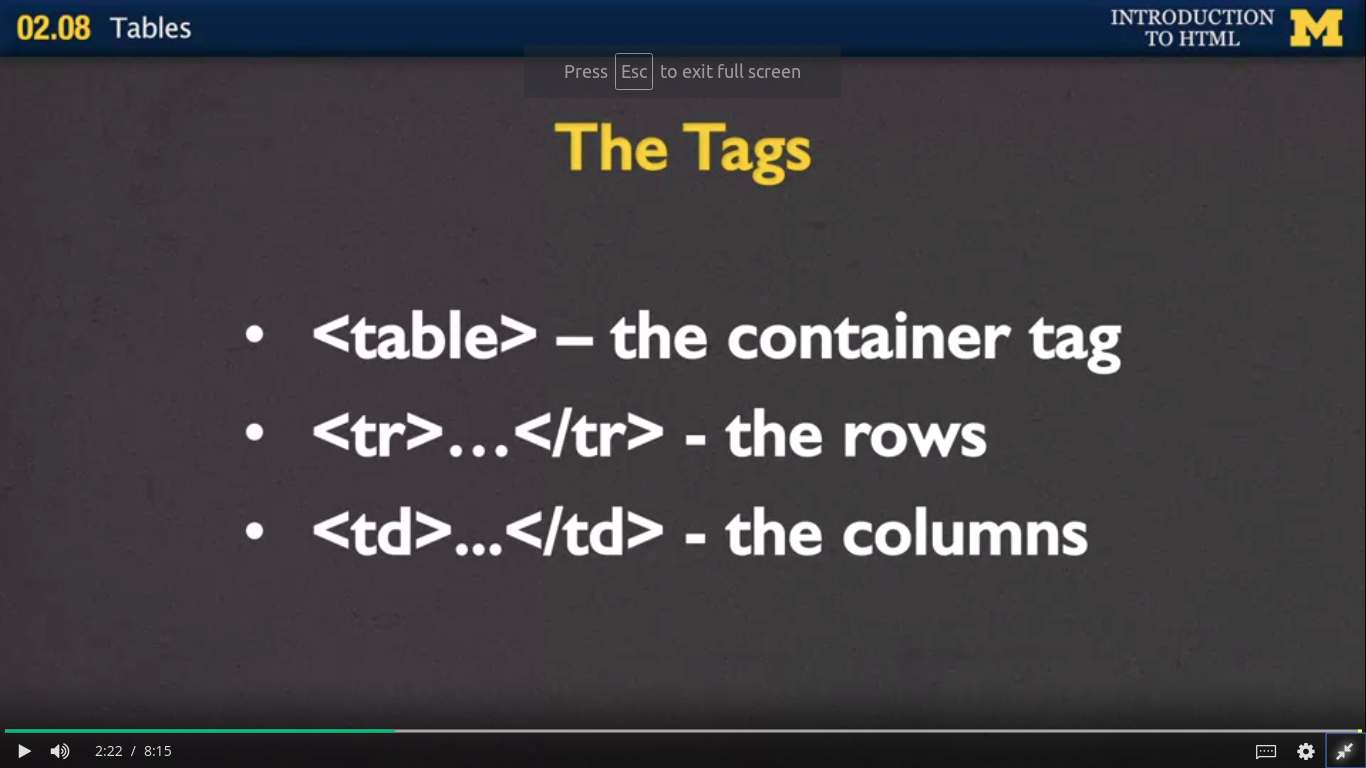 02.08 Tables
INTRODUCTION
TO HTML
M
Press Esc to exit full screen
The Tags
• <table> – the container tag
• <tr>…</tr> - the rows
• <td>...</td> - the columns
2:22 / 8:15